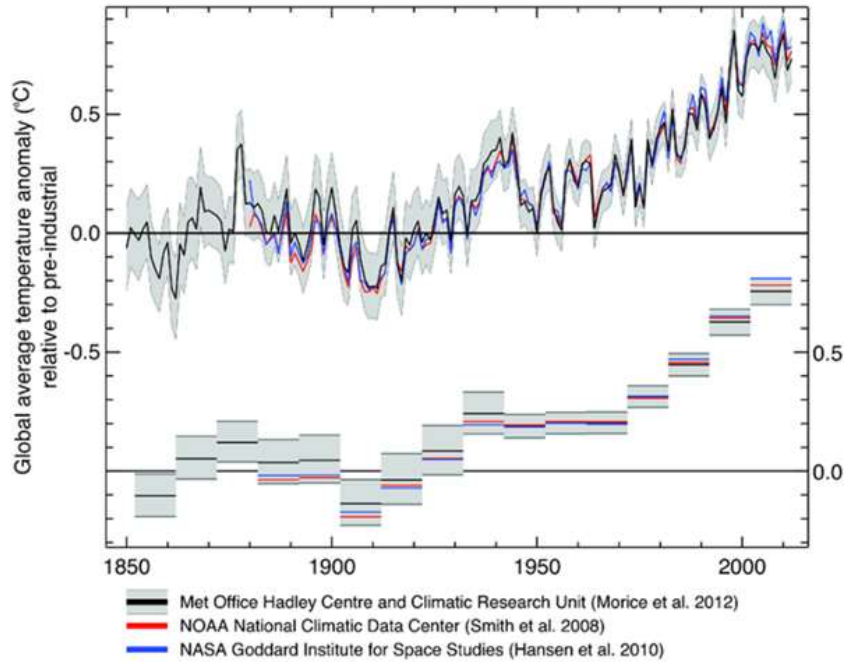 Global average temperature anomaly (°C)
relative to pre-industrial
0.5
0.0
-0.5
0.5
0.0
1850
1900
1950
2000
Met Office Hadley Centre and Climatic Research Unit (Morice et al. 2012)
NOAA National Climatic Data Center (Smith et al. 2008)
NASA Goddard Institute for Space Studies (Hansen et al. 2010)